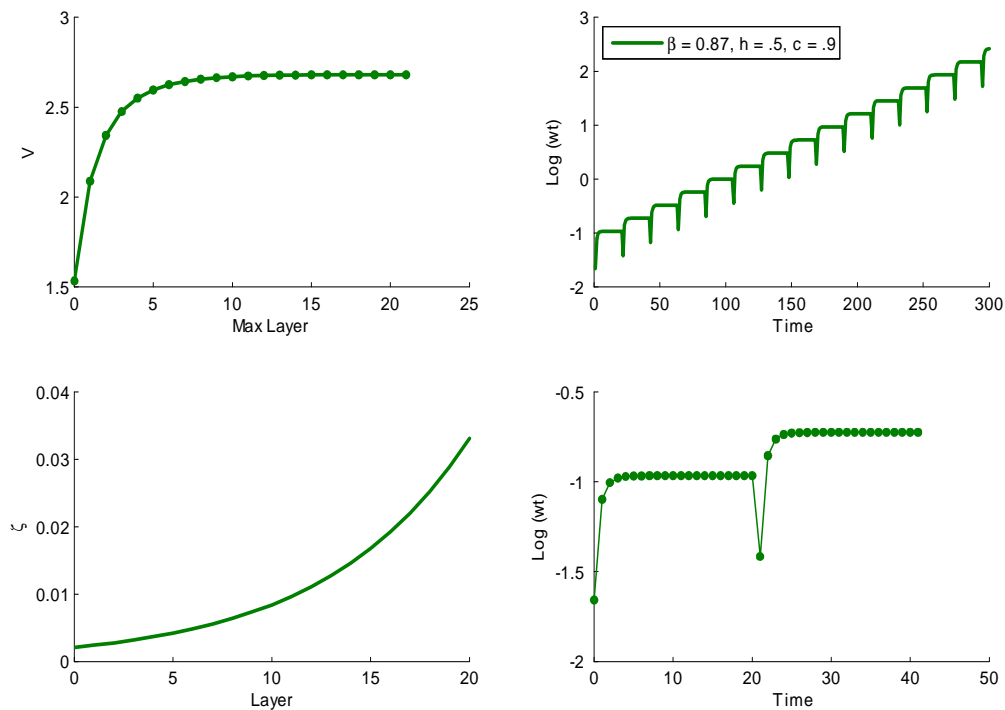 3
2.5
2
1.5
V
0 5 10 15 20 25
Max Layer
3
2
1
0
-1
-2
Log (wt)
β = 0.87, h = .5, c = .9
0 50 100 150 200 250 300
Time
0.04
0.03
0.02
0.01
0
ζ
0 5 10 15 20
Layer
-0.5
-1
-1.5
-2
Log (wt)
0 10 20 30 40 50
Time